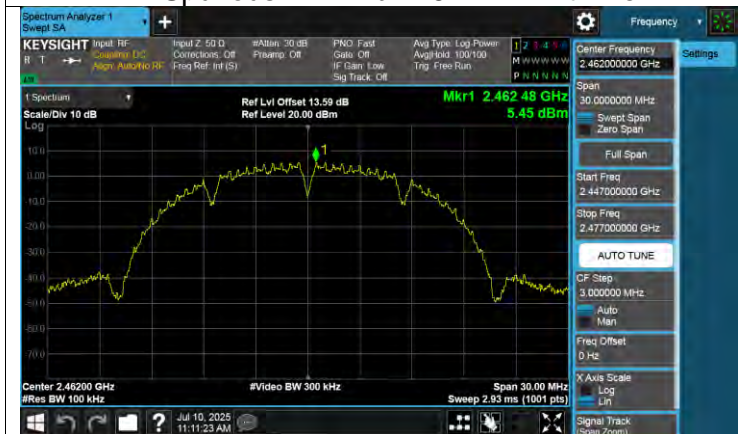 Spectrum Analyzer 1
Swept SA
Frequency
KEYSIGHT
R T
Input: RF
Coupling: DC
Align: Auto/No RF
Input Z: 50 Ω
Corrections: Off
Freq Ref: Int (S)
#Atten: 30 dB
Preamp: Off
PNO: Fast
Gate: Off
IF Gain: Low
Sig Track: Off
Avg Type: Log-Power
Avg|Hold: 100/100
Trig: Free Run
1 2 3 4 5 6
M W W W W W
P N N N N N
1 Spectrum
Scale/Div 10 dB
Log
Ref Lvl Offset 13.59 dB
Ref Level 20.00 dBm
Mkr1 2.462 48 GHz
5.45 dBm
10.0
0.00
-10.0
-20.0
-30.0
-40.0
-50.0
-60.0
-70.0
1
Center 2.46200 GHz
#Res BW 100 kHz
#Video BW 300 kHz
Span 30.00 MHz
Sweep 2.93 ms (1001 pts)
Jul 10, 2025
11:11:23 AM
Settings
Center Frequency
2.462000000 GHz
Span
30.0000000 MHz
Swept Span
Zero Span
Full Span
Start Freq
2.447000000 GHz
Stop Freq
2.477000000 GHz
AUTO TUNE
CF Step
3.000000 MHz
Auto
Man
Freq Offset
0 Hz
X Axis Scale
Log
Lin
Signal Track
(Span Zoom)